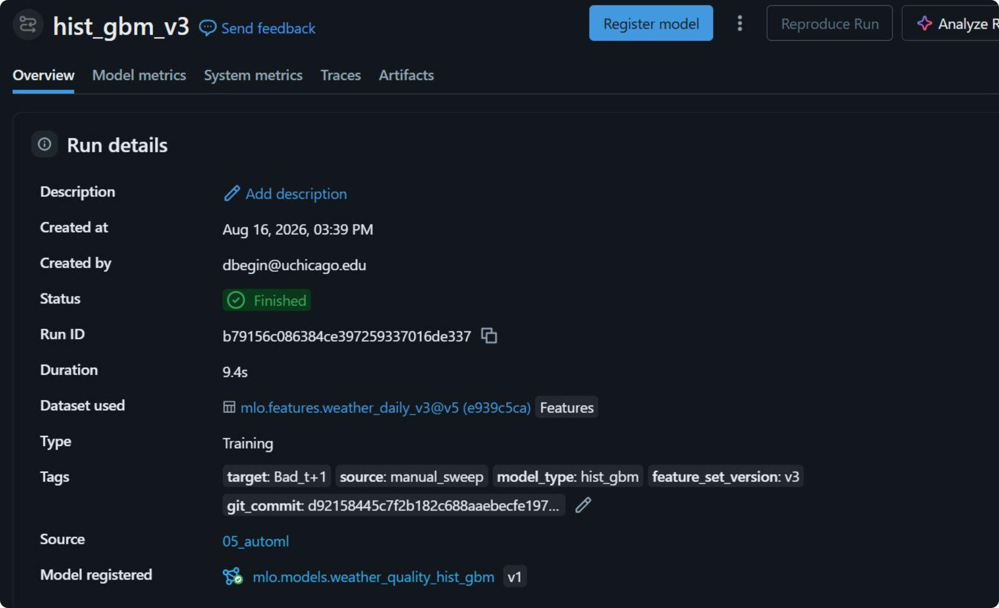 hist_gbm_v3 Send feedback Register model Reproduce Run Analyze R
Overview Model metrics System metrics Traces Artifacts
Run details
Description Add description
Created at Aug 16, 2026, 03:39 PM
Created by dbegin@uchicago.edu
Status Finished
Run ID b79156c086384ce397259337016de337
Duration 9.4s
Dataset used mlo.features.weather_daily_v3@v5 (e939c5ca) Features
Type Training
Tags target: Bad_t+1 source: manual_sweep model_type: hist_gbm feature_set_version: v3
git_commit: d92158445c7f2b182c688aaebecfe197...
Source 05_automl
Model registered mlo.models.weather_quality_hist_gbm v1